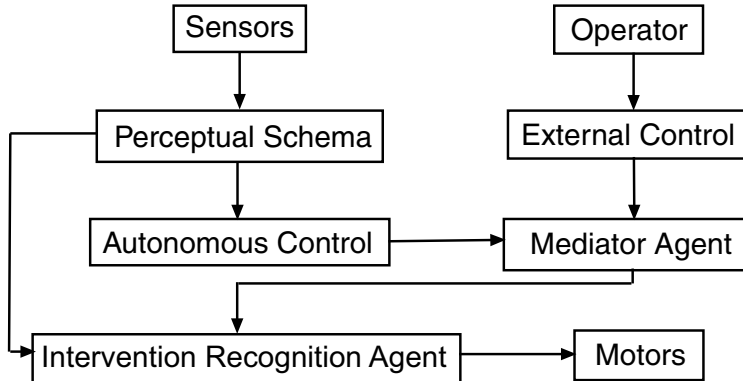 Sensors
Operator
Perceptual Schema
External Control
Autonomous Control
Mediator Agent
Intervention Recognition Agent
Motors